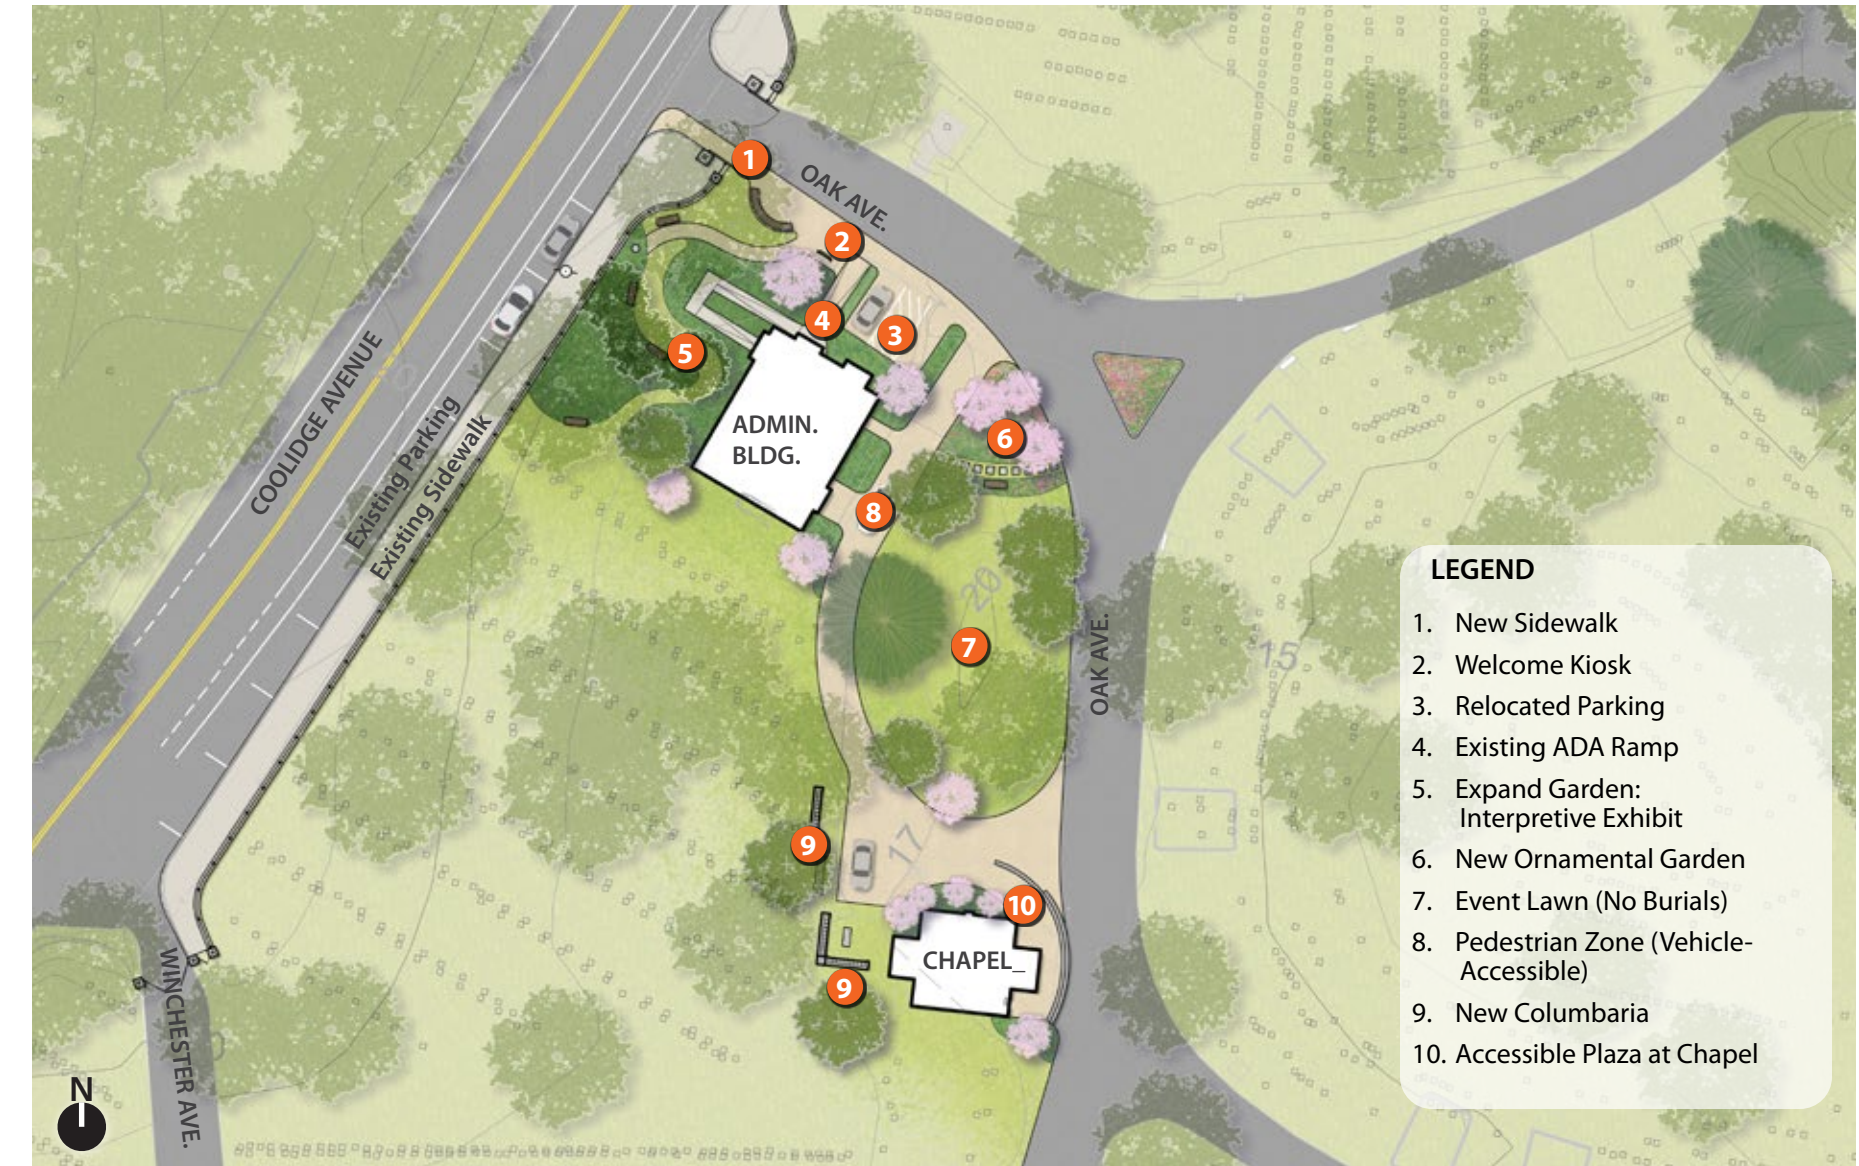 1
OAK AVE.
2
4
3
5
COOLIDGE AVENUE
Existing Parking
Existing Sidewalk
ADMIN.
BLDG.
6
8
20
7
OAK AVE.
15
9
17
10
CHAPEL_
9
WINCHESTER AVE.
N
LEGEND
1. New Sidewalk
2. Welcome Kiosk
3. Relocated Parking
4. Existing ADA Ramp
5. Expand Garden:
Interpretive Exhibit
6. New Ornamental Garden
7. Event Lawn (No Burials)
8. Pedestrian Zone (Vehicle-
Accessible)
9. New Columbaria
10. Accessible Plaza at Chapel